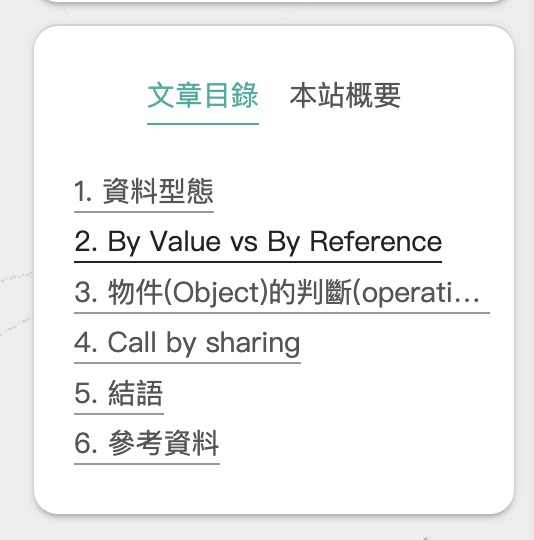 文章目錄 本站概要
1. 資料型態
2. By Value vs By Reference
3. 物件(Object)的判斷(operati...
4. Call by sharing
5. 結語
6. 參考資料